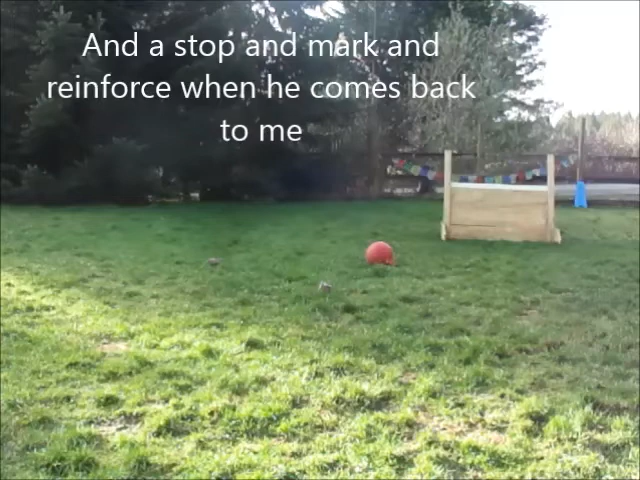 And a stop and mark and
reinforce when he comes back
to me